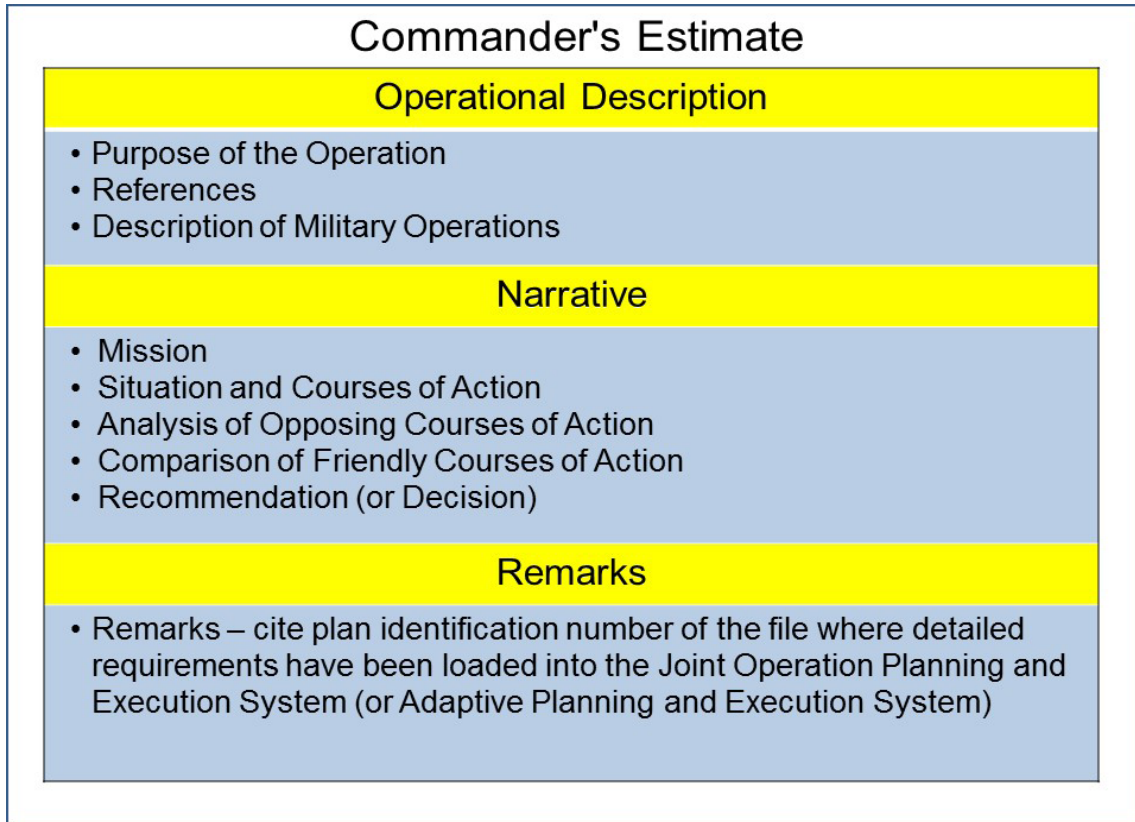 Commander's Estimate
Operational Description
• Purpose of the Operation
• References
• Description of Military Operations
Narrative
• Mission
• Situation and Courses of Action
• Analysis of Opposing Courses of Action
• Comparison of Friendly Courses of Action
• Recommendation (or Decision)
Remarks
• Remarks – cite plan identification number of the file where detailed
requirements have been loaded into the Joint Operation Planning and
Execution System (or Adaptive Planning and Execution System)